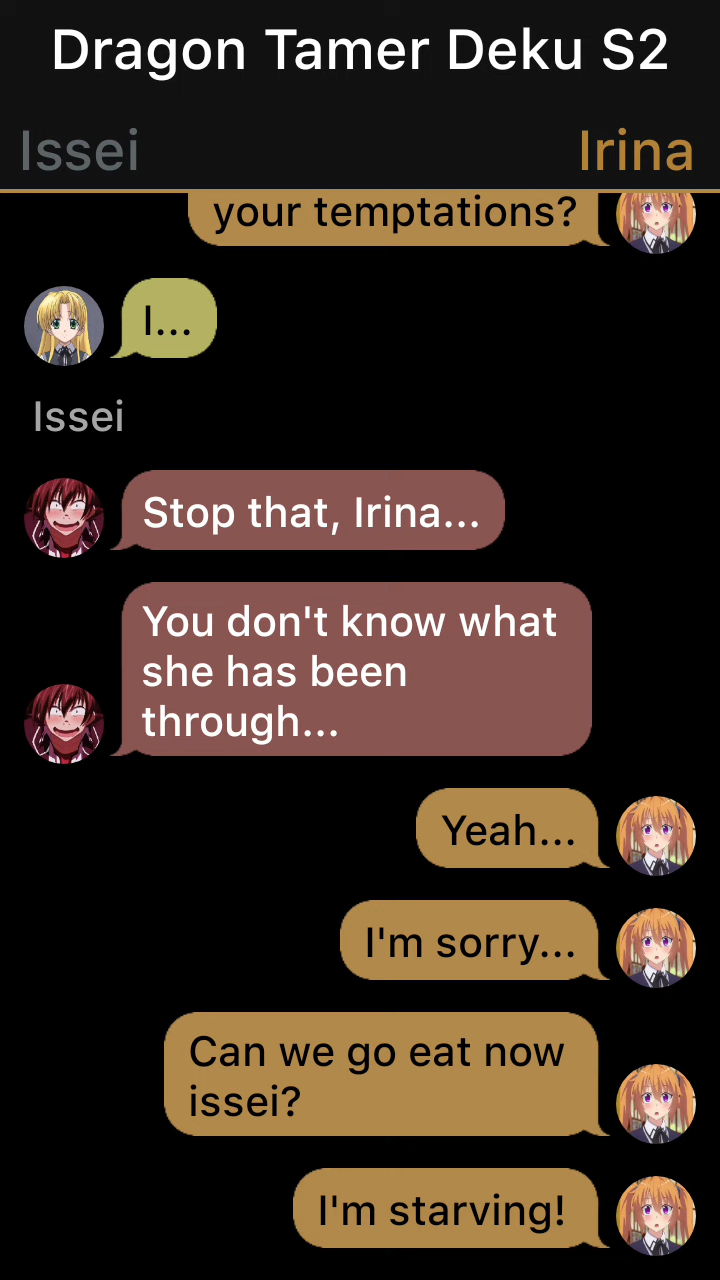 Dragon Tamer Deku S2
Issei
Irina
your temptations?
I...
Issei
Stop that, Irina...
You don't know what
she has been
through...
Yeah...
I'm sorry...
Can we go eat now
issei?
I'm starving!